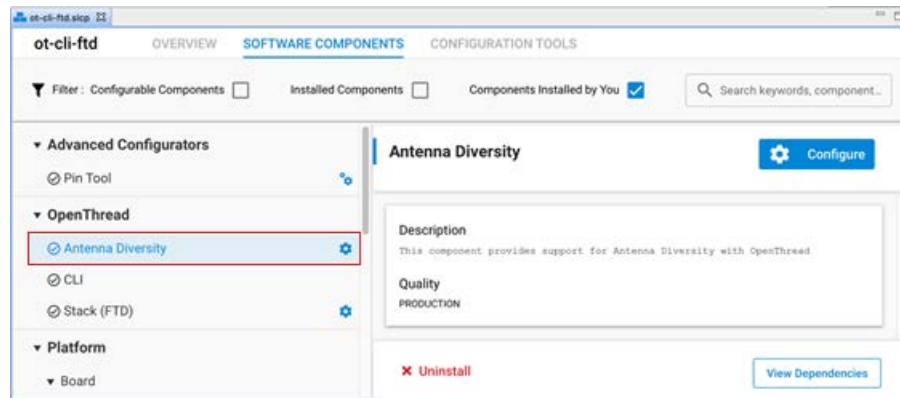 ot-cli-ftd.slcp
ot-cli-ftd OVERVIEW SOFTWARE COMPONENTS CONFIGURATION TOOLS
Filter : Configurable Components Installed Components Components Installed by You Search keywords, component...
Advanced Configurators
Pin Tool
OpenThread
Antenna Diversity
CLI
Stack (FTD)
Platform
Board
Antenna Diversity Configure
Description
This component provides support for Antenna Diversity with OpenThread
Quality
PRODUCTION
Uninstall View Dependencies